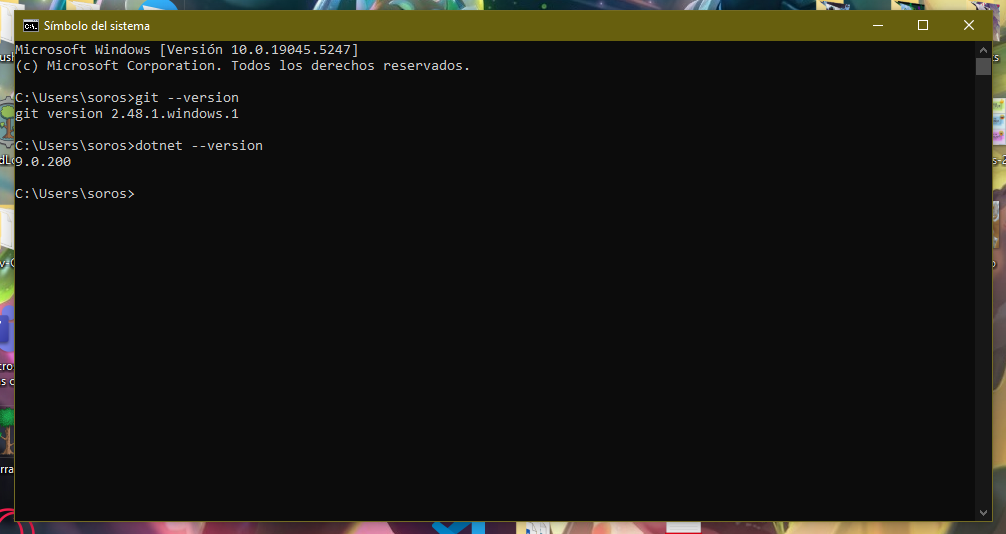 Símbolo del sistema
Microsoft Windows [Versión 10.0.19045.5247]
(c) Microsoft Corporation. Todos los derechos reservados.
C:\Users\soros>git --version
git version 2.48.1.windows.1
C:\Users\soros>dotnet --version
9.0.200
C:\Users\soros>